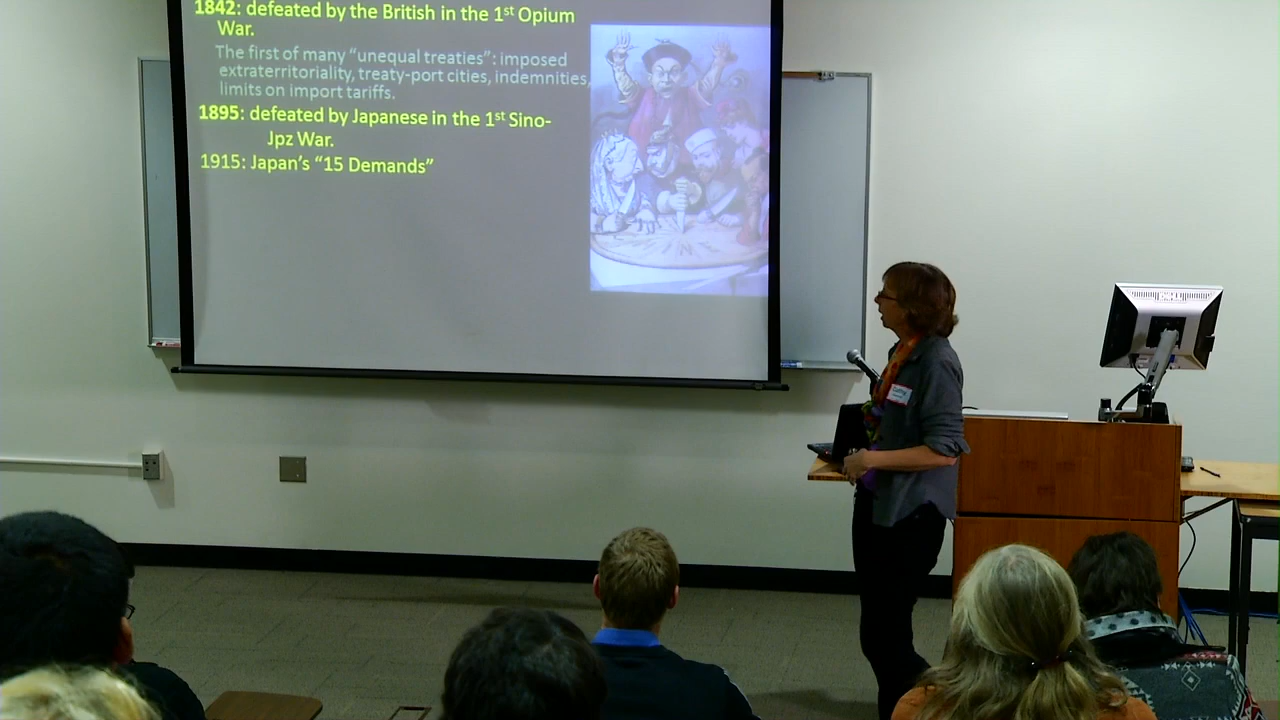 1842: defeated by the British in the 1st Opium
War.
The first of many “unequal treaties”: imposed
extraterritoriality, treaty-port cities, indemnities,
limits on import tariffs.
1895: defeated by Japanese in the 1st Sino-
Jpz War.
1915: Japan’s “15 Demands”